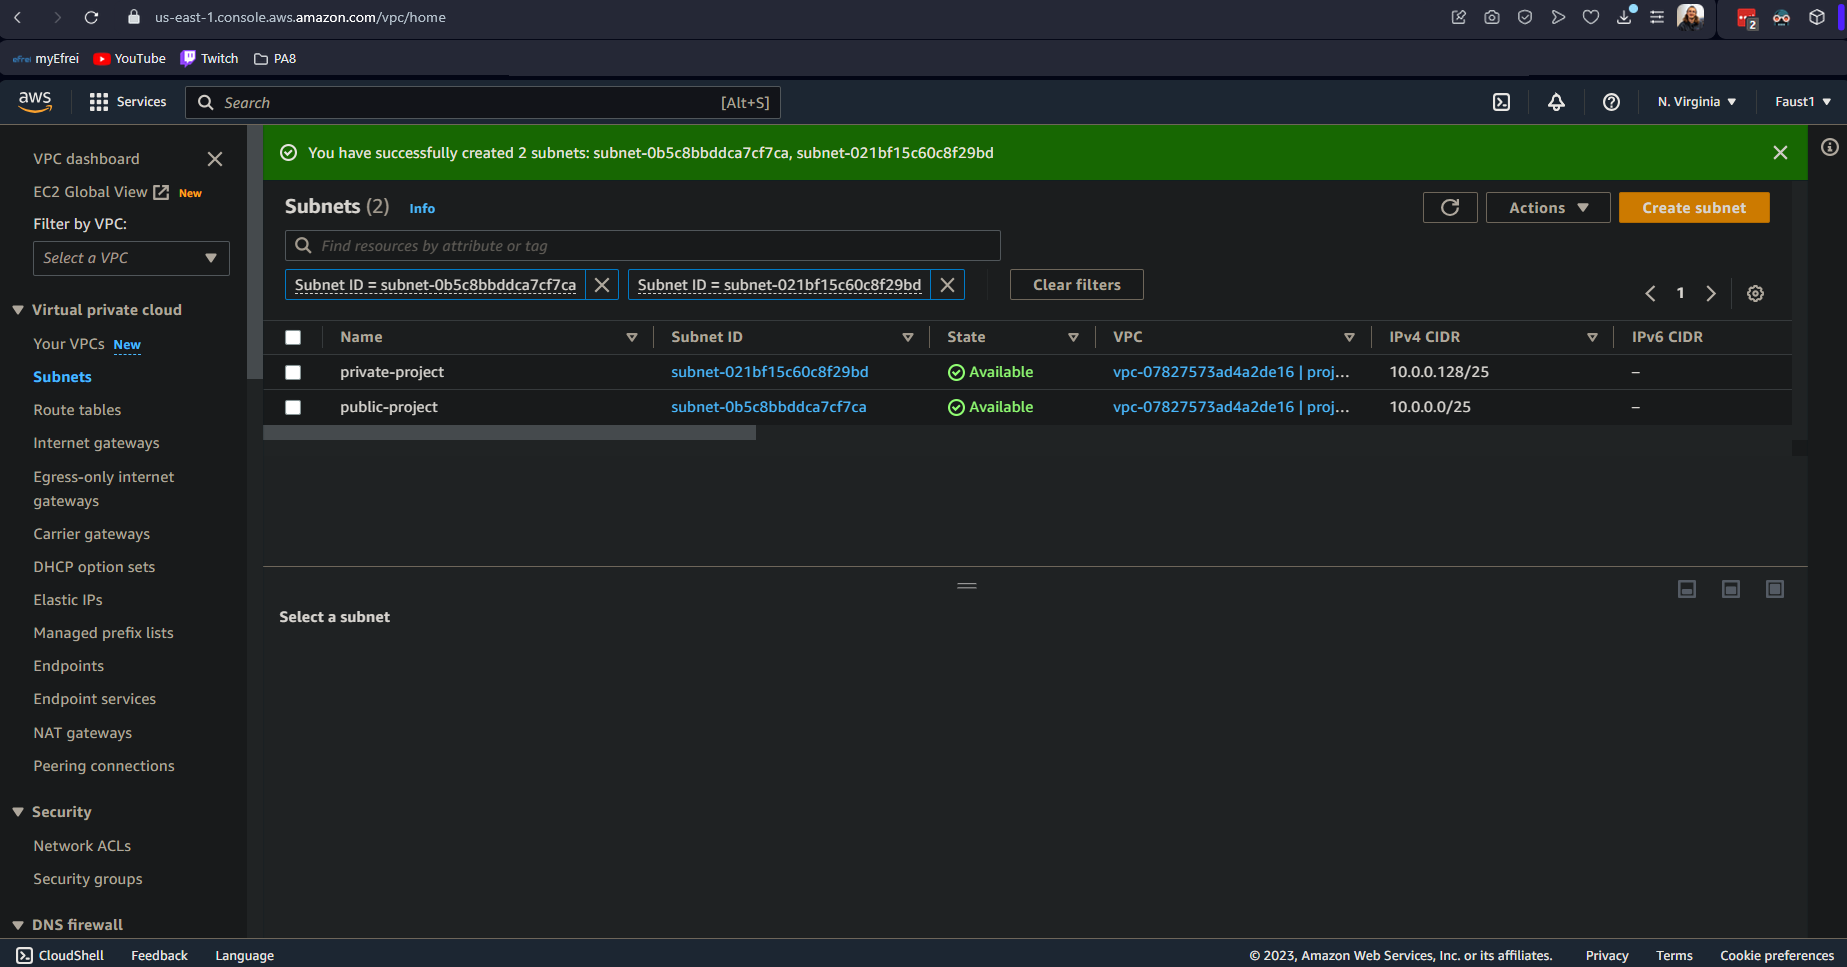 us-east-1.console.aws.amazon.com/vpc/home
2
efrei myEfrei YouTube Twitch PA8
aws Services Search [Alt+S] N. Virginia Faust1
VPC dashboard
EC2 Global View New
Filter by VPC:
Select a VPC
Virtual private cloud
Your VPCs New
Subnets
Route tables
Internet gateways
Egress-only internet
gateways
Carrier gateways
DHCP option sets
Elastic IPs
Managed prefix lists
Endpoints
Endpoint services
NAT gateways
Peering connections
Security
Network ACLs
Security groups
DNS firewall
You have successfully created 2 subnets: subnet-0b5c8bbddca7cf7ca, subnet-021bf15c60c8f29bd
Subnets (2) Info
Actions Create subnet
Find resources by attribute or tag
Subnet ID = subnet-0b5c8bbddca7cf7ca Subnet ID = subnet-021bf15c60c8f29bd Clear filters
1
Name Subnet ID State VPC IPv4 CIDR IPv6 CIDR
private-project subnet-021bf15c60c8f29bd Available vpc-07827573ad4a2de16 | proj... 10.0.0.128/25 –
public-project subnet-0b5c8bbddca7cf7ca Available vpc-07827573ad4a2de16 | proj... 10.0.0.0/25 –
Select a subnet
CloudShell Feedback Language © 2023, Amazon Web Services, Inc. or its affiliates. Privacy Terms Cookie preferences